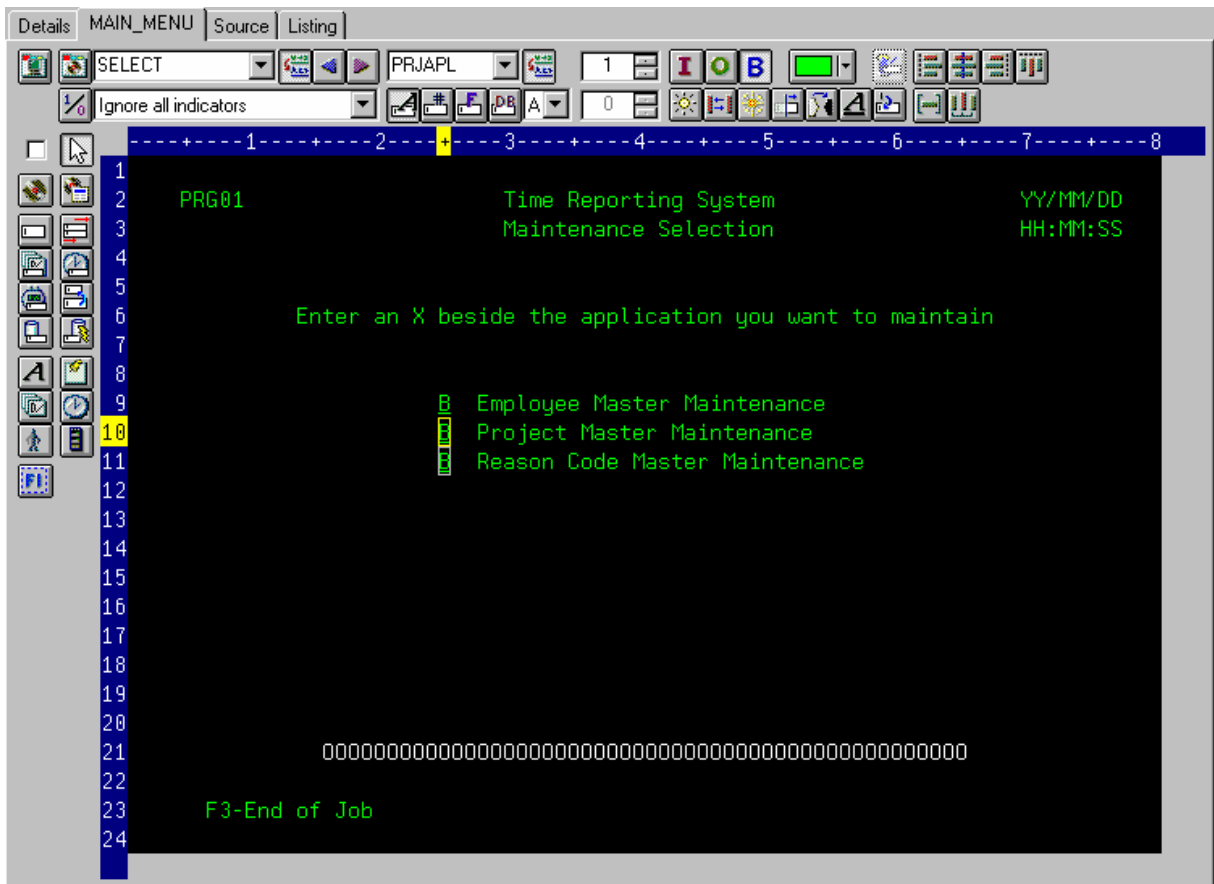 Details MAIN_MENU Source Listing
SELECT PRJAPL 1 I O B
1/0 Ignore all indicators A # F DB A 0 A
----+----1----+----2----+----3----+----4----+----5----+----6----+----7----+----8
1
2 PRG01 Time Reporting System YY/MM/DD
3 Maintenance Selection HH:MM:SS
4
5
6 Enter an X beside the application you want to maintain
7
A 8
9 B Employee Master Maintenance
10 B Project Master Maintenance
11 B Reason Code Master Maintenance
FI 12
13
14
15
16
17
18
19
20
21 OOOOOOOOOOOOOOOOOOOOOOOOOOOOOOOOOOOOOOOOOOOOOOOOOO
22
23 F3-End of Job
24